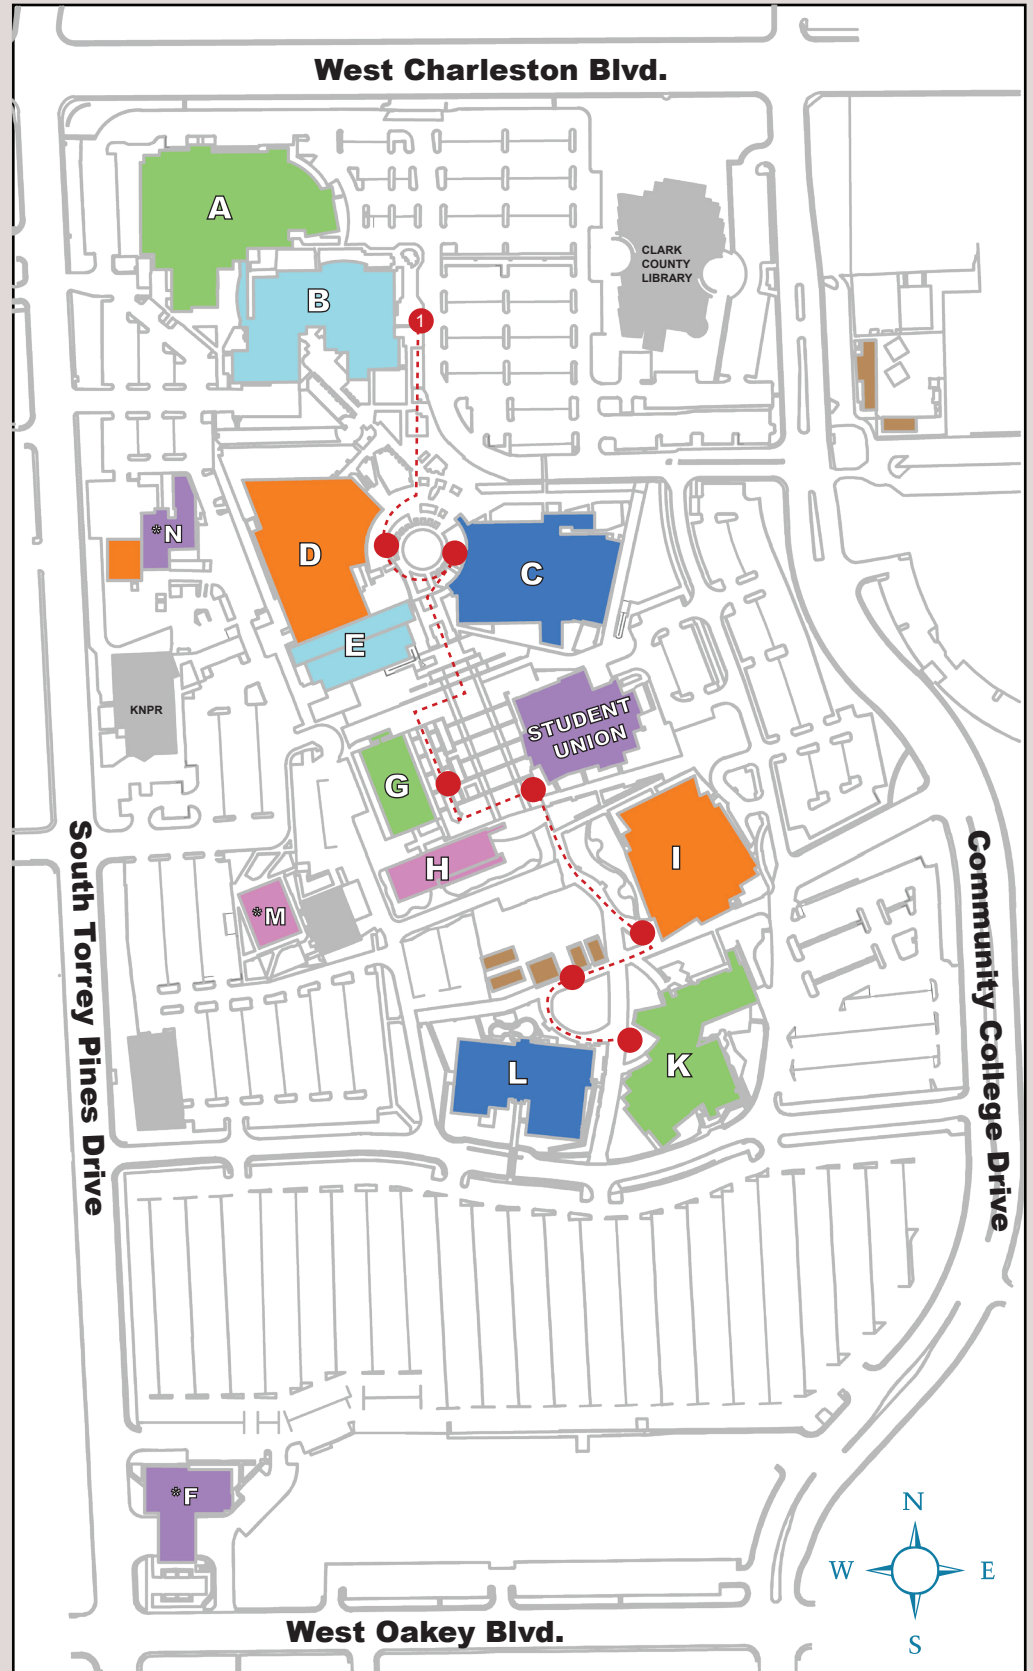 West Charleston Blvd.
A
CLARK
COUNTY
LIBRARY
B
1
*N
D
C
E
KNPR
STUDENT
UNION
G
I
H
*M
South Torrey Pines Drive
Community College Drive
K
L
*F
N
W
E
S
West Oakey Blvd.